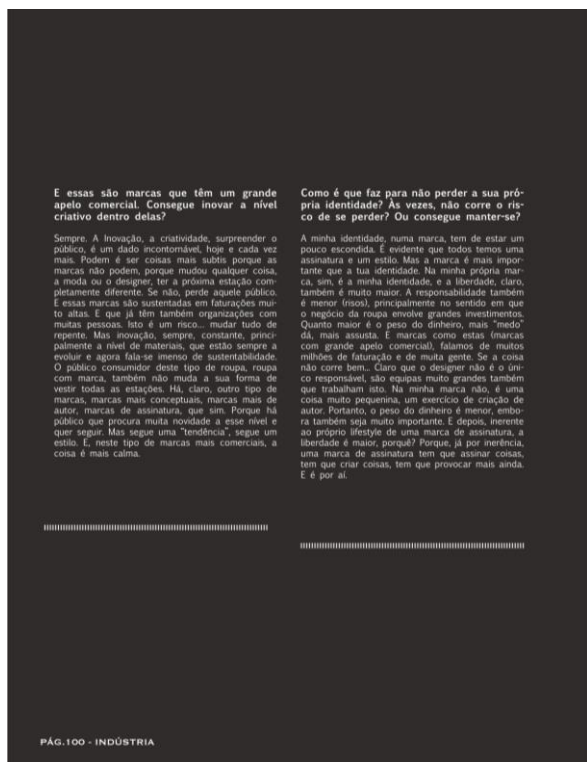 E essas são marcas que têm um grande
apelo comercial. Consegue inovar a nível
criativo dentro delas?
Sempre. A Inovação, a criatividade, surpreender o
público, é um dado incontornável, hoje e cada vez
mais. Podem é ser coisas mais subtis porque as
marcas não podem, porque mudou qualquer coisa,
a moda ou o designer, ter a próxima estação com-
pletamente diferente. Se não, perde aquele público.
E essas marcas são sustentadas em faturações mui-
to altas. E que já têm também organizações com
muitas pessoas. Isto é um risco... mudar tudo de
repente. Mas inovação, sempre, constante, princi-
palmente a nível de materiais, que estão sempre a
evoluir e agora fala-se imenso de sustentabilidade.
O público consumidor deste tipo de roupa, roupa
com marca, também não muda a sua forma de
vestir todas as estações. Há, claro, outro tipo de
marcas, marcas mais conceptuais, marcas mais de
autor, marcas de assinatura, que sim. Porque há
público que procura muita novidade a esse nível e
quer seguir. Mas segue uma "tendência", segue um
estilo. E, neste tipo de marcas mais comerciais, a
coisa é mais calma.
Como é que faz para não perder a sua pró-
pria identidade? Às vezes, não corre o ris-
co de se perder? Ou consegue manter-se?
A minha identidade, numa marca, tem de estar um
pouco escondida. É evidente que todos temos uma
assinatura e um estilo. Mas a marca é mais impor-
tante que a tua identidade. Na minha própria mar-
ca, sim, é a minha identidade, e a liberdade, claro,
também é muito maior. A responsabilidade também
é menor (risos), principalmente no sentido em que
o negócio da roupa envolve grandes investimentos.
Quanto maior é o peso do dinheiro, mais "medo"
dá, mais assusta. E marcas como estas (marcas
com grande apelo comercial), falamos de muitos
milhões de faturação e de muita gente. Se a coisa
não corre bem... Claro que o designer não é o úni-
co responsável, são equipas muito grandes também
que trabalham isto. Na minha marca não, é uma
coisa muito pequenina, um exercício de criação de
autor. Portanto, o peso do dinheiro é menor, embo-
ra também seja muito importante. E depois, inerente
ao próprio lifestyle de uma marca de assinatura, a
liberdade é maior, porquê? Porque, já por inerência,
uma marca de assinatura tem que assinar coisas,
tem que criar coisas, tem que provocar mais ainda.
E é por aí.
PÁG.100 - INDÚSTRIA